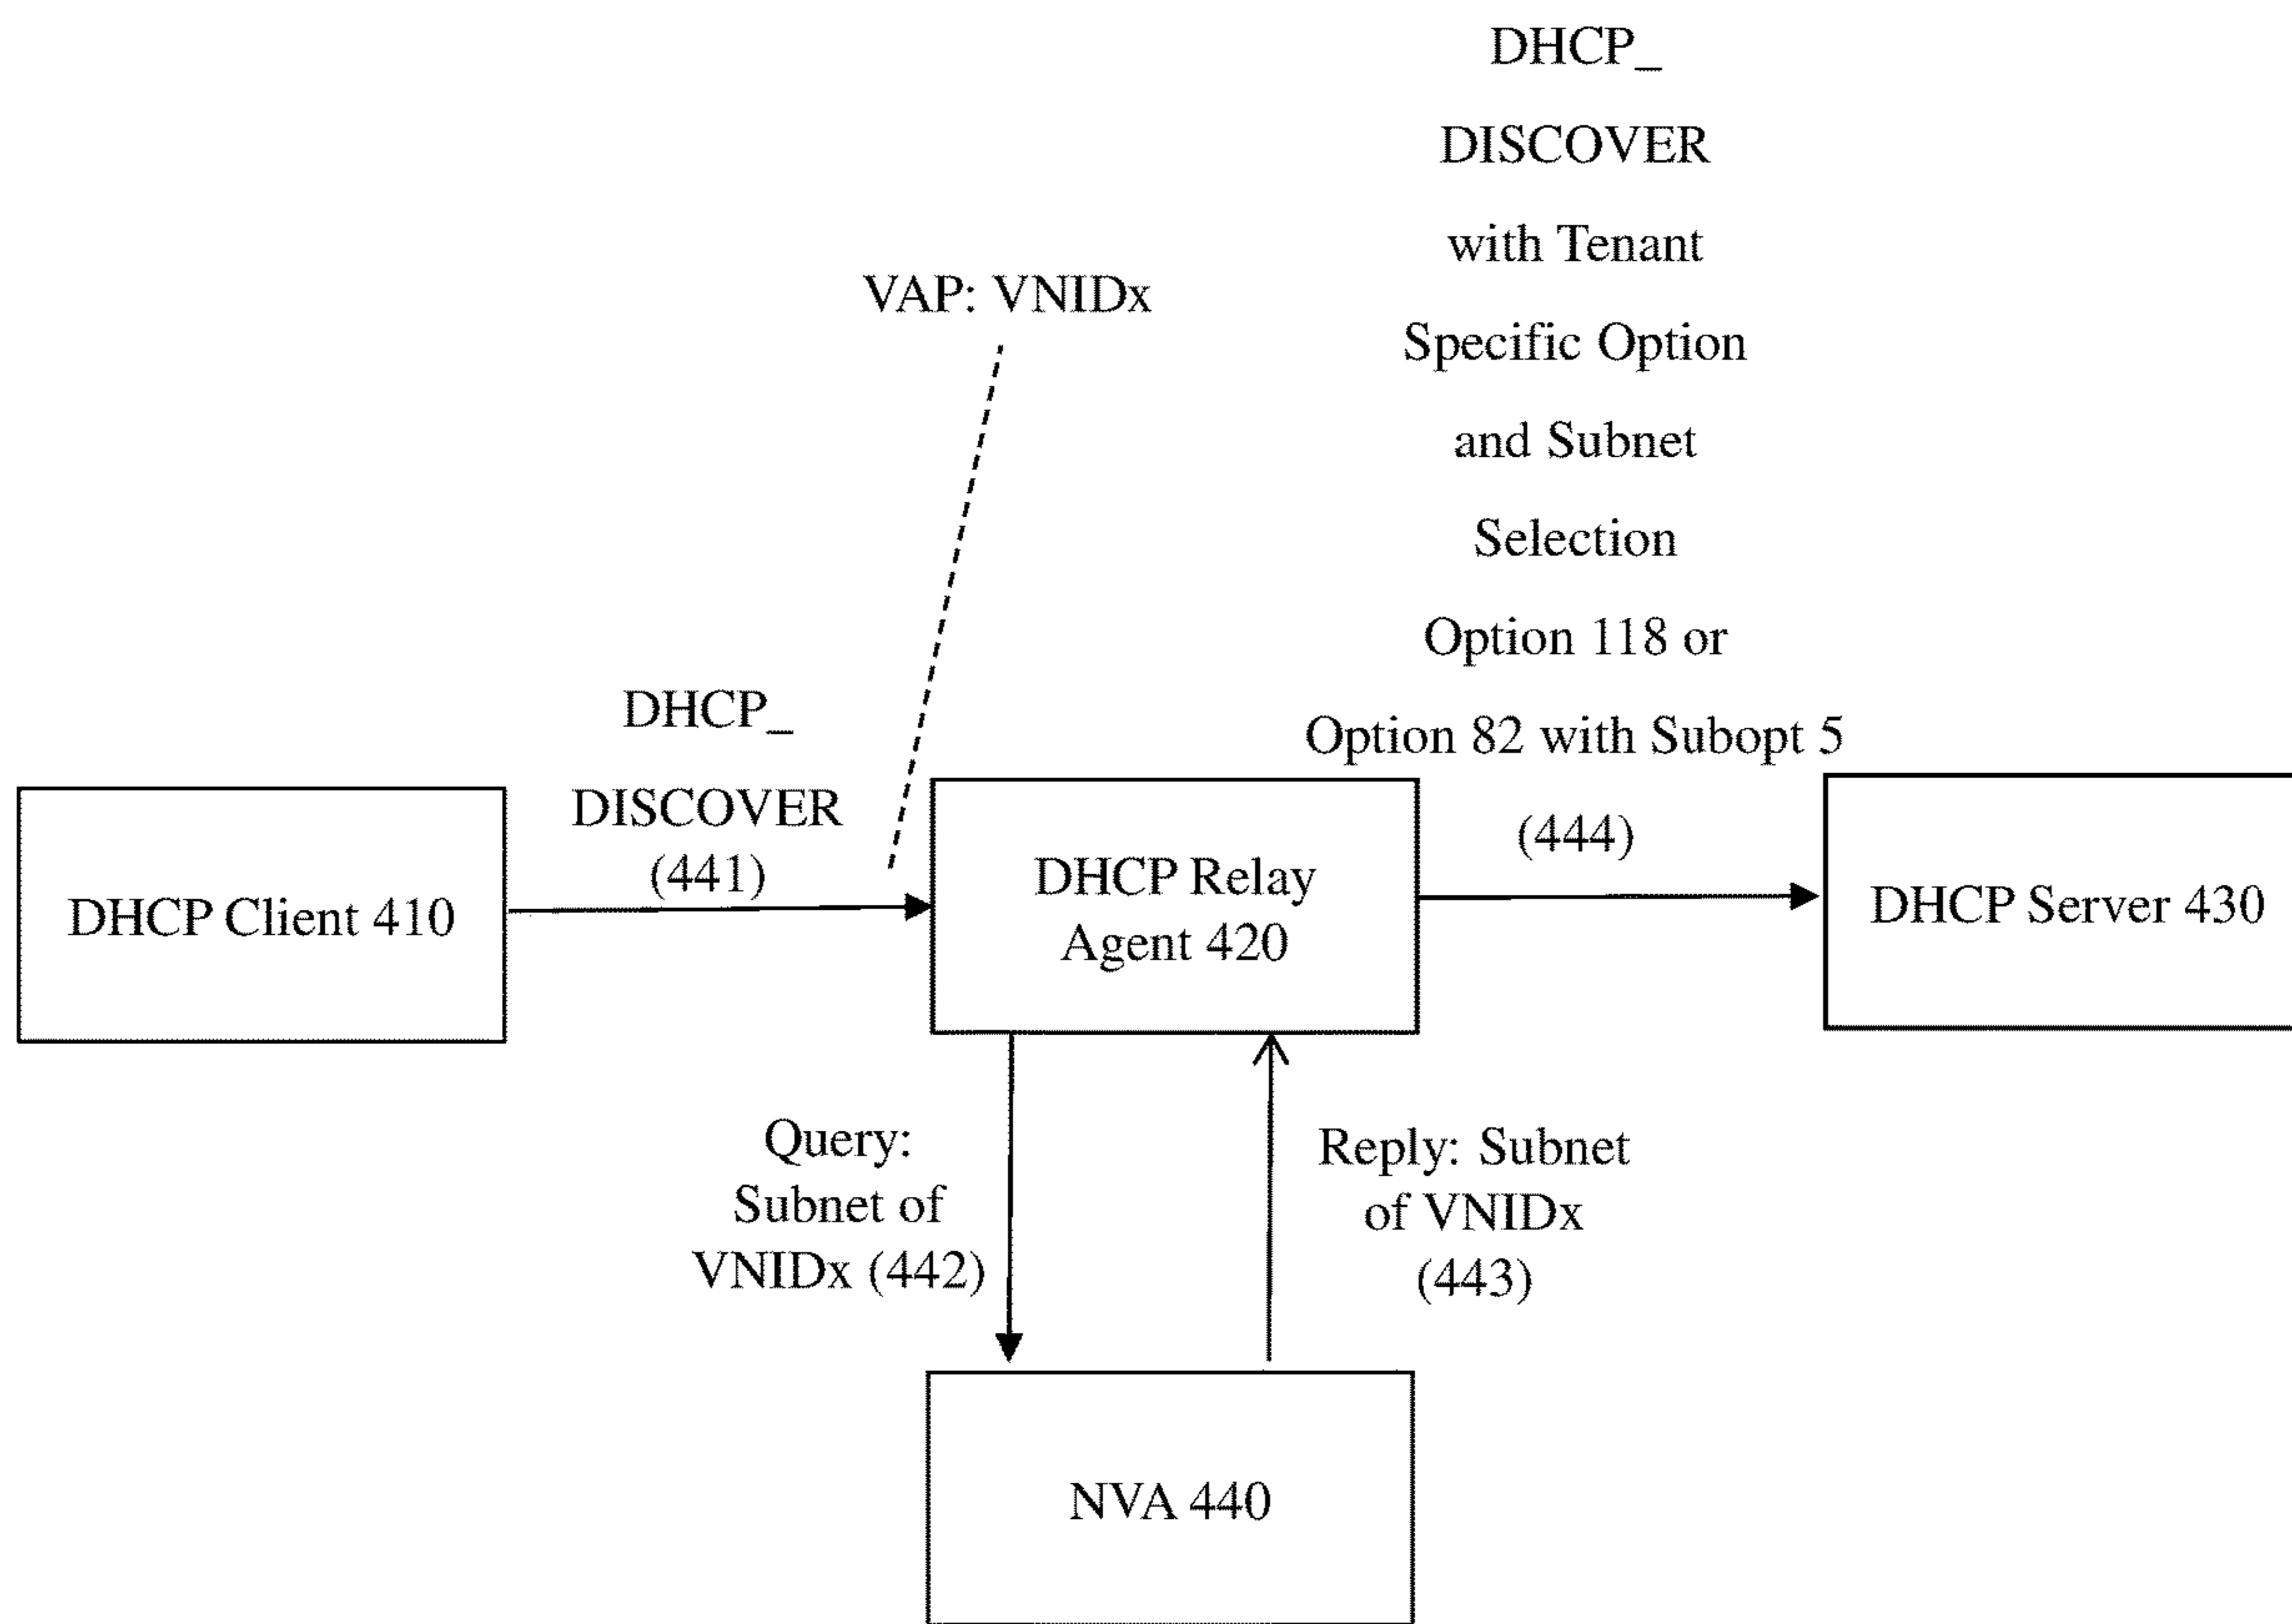 DHCP_
DISCOVER
with Tenant
Specific Option
and Subnet
Selection
Option 118 or
Option 82 with Subopt 5
(444)
VAP: VNIDx
DHCP_
DISCOVER
(441)
DHCP Client 410
DHCP Relay
Agent 420
DHCP Server 430
Query:
Subnet of
VNIDx (442)
Reply: Subnet
of VNIDx
(443)
NVA 440